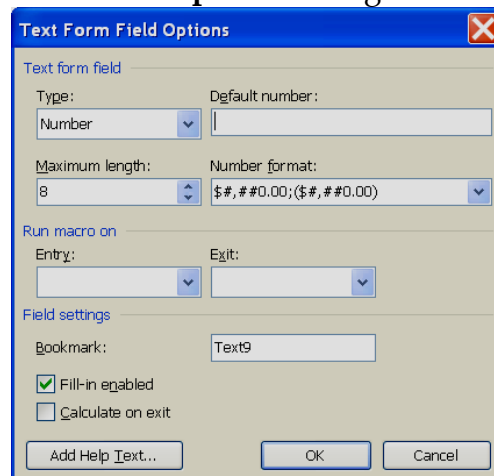 Text Form Field Options
Text form field
Type: Default number:
Number
Maximum length: Number format:
8 $#,##0.00;($#,##0.00)
Run macro on
Entry: Exit:
Field settings
Bookmark: Text9
Fill-in enabled
Calculate on exit
Add Help Text... OK Cancel